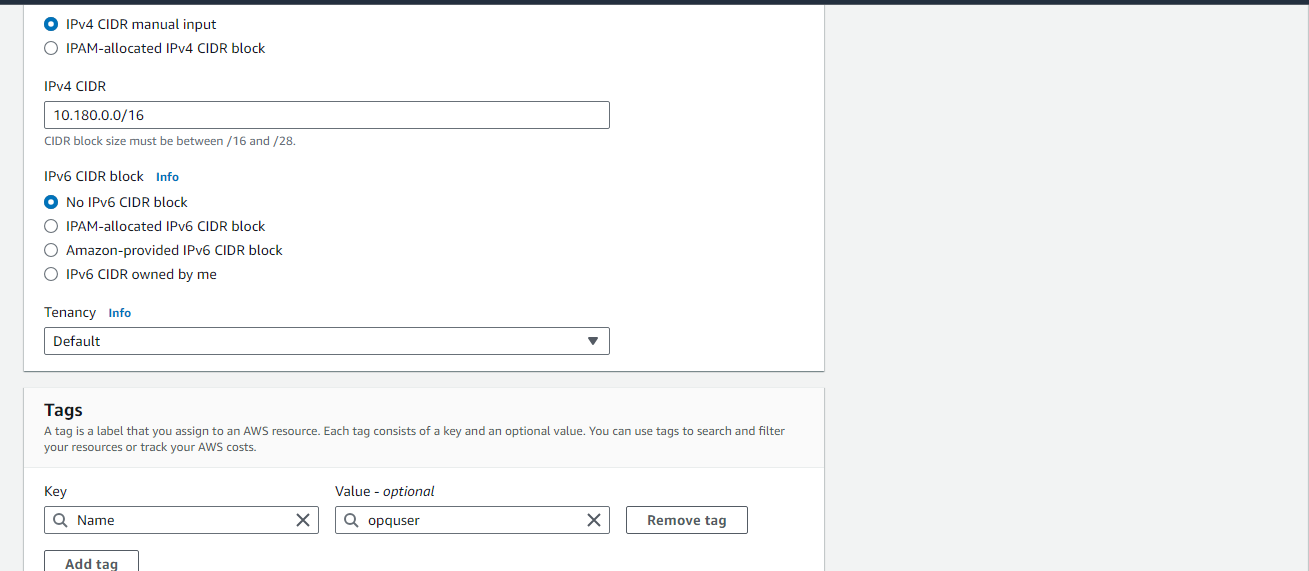 IPv4 CIDR manual input
IPAM-allocated IPv4 CIDR block
IPv4 CIDR
10.180.0.0/16
CIDR block size must be between /16 and /28.
IPv6 CIDR block Info
No IPv6 CIDR block
IPAM-allocated IPv6 CIDR block
Amazon-provided IPv6 CIDR block
IPv6 CIDR owned by me
Tenancy Info
Default
Tags
A tag is a label that you assign to an AWS resource. Each tag consists of a key and an optional value. You can use tags to search and filter
your resources or track your AWS costs.
Key Value - optional
Name opquser Remove tag
Add tag